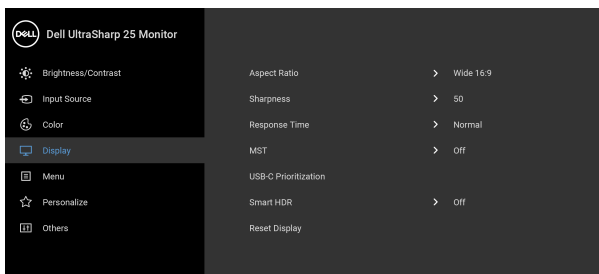 DELL Dell UltraSharp 25 Monitor
Brightness/Contrast
Input Source
Color
Display
Menu
Personalize
Others
Aspect Ratio > Wide 16:9
Sharpness > 50
Response Time > Normal
MST > Off
USB-C Prioritization
Smart HDR > Off
Reset Display